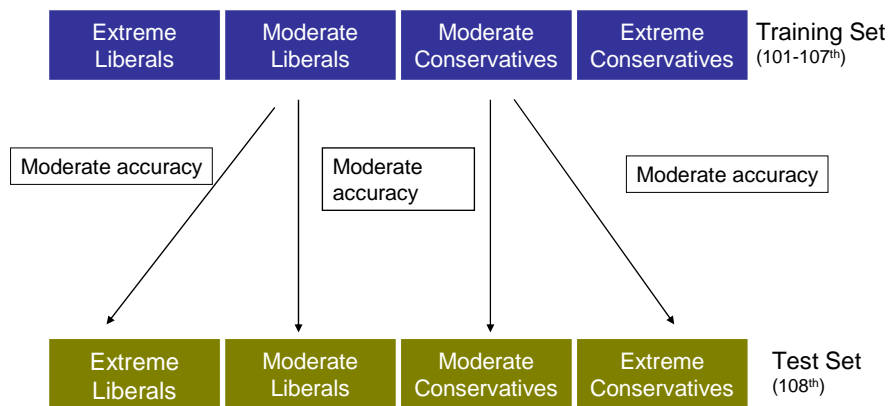 Extreme
Liberals
Moderate
Liberals
Moderate
Conservatives
Extreme
Conservatives
Training Set
(101-107th)
Moderate accuracy
Moderate
accuracy
Moderate accuracy
Extreme
Liberals
Moderate
Liberals
Moderate
Conservatives
Extreme
Conservatives
Test Set
(108th)